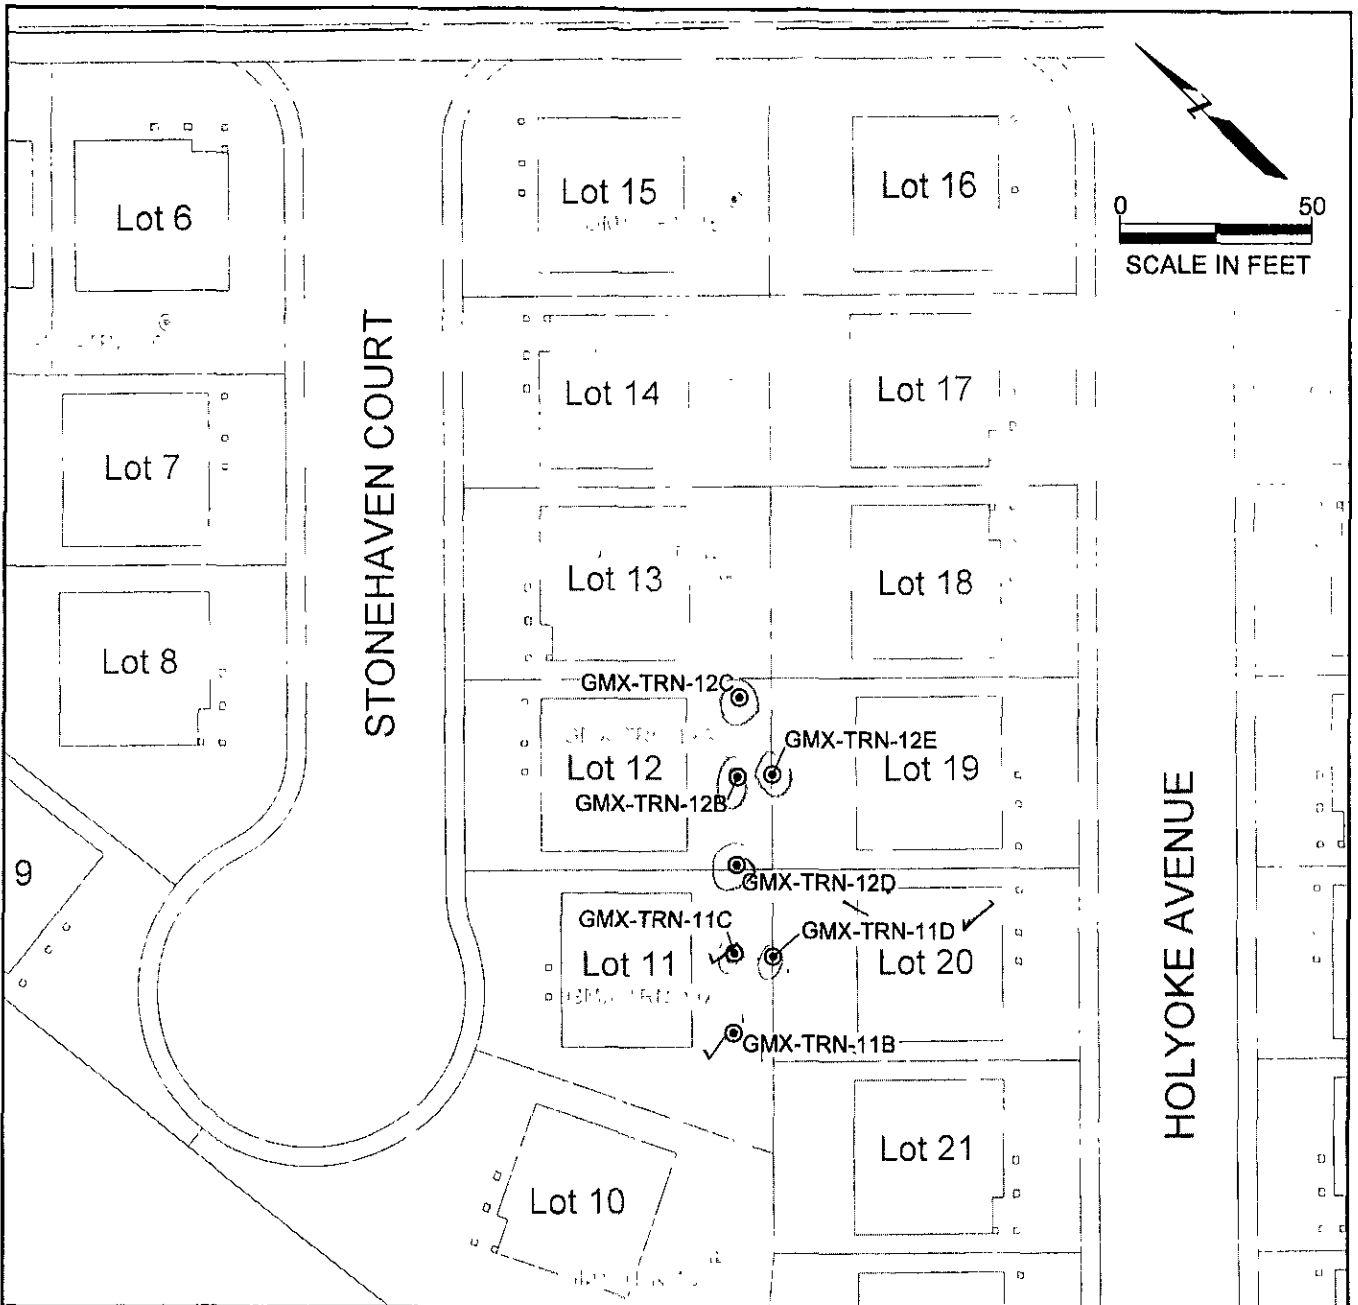 Lot 6
Lot 15
Lot 16
0 50
SCALE IN FEET
STONEHAVEN COURT
Lot 14
Lot 17
Lot 7
Lot 13
Lot 18
Lot 8
GMX-TRN-12C
GMX-TRN-12E
Lot 12
Lot 19
GMX-TRN-12B
HOLYOKE AVENUE
9
GMX-TRN-12D
GMX-TRN-11C
GMX-TRN-11D
Lot 11
Lot 20
GMX-TRN-11B
Lot 21
Lot 10